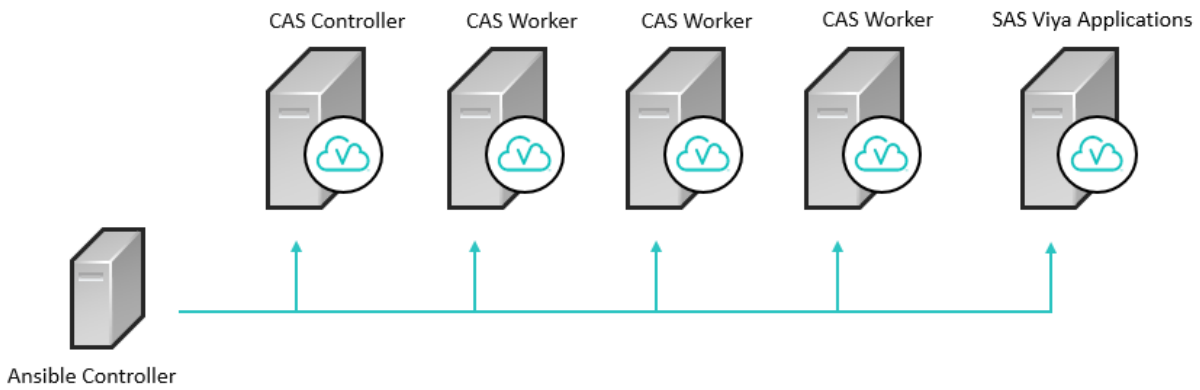 CAS Controller
CAS Worker
CAS Worker
CAS Worker
SAS Viya Applications
Ansible Controller